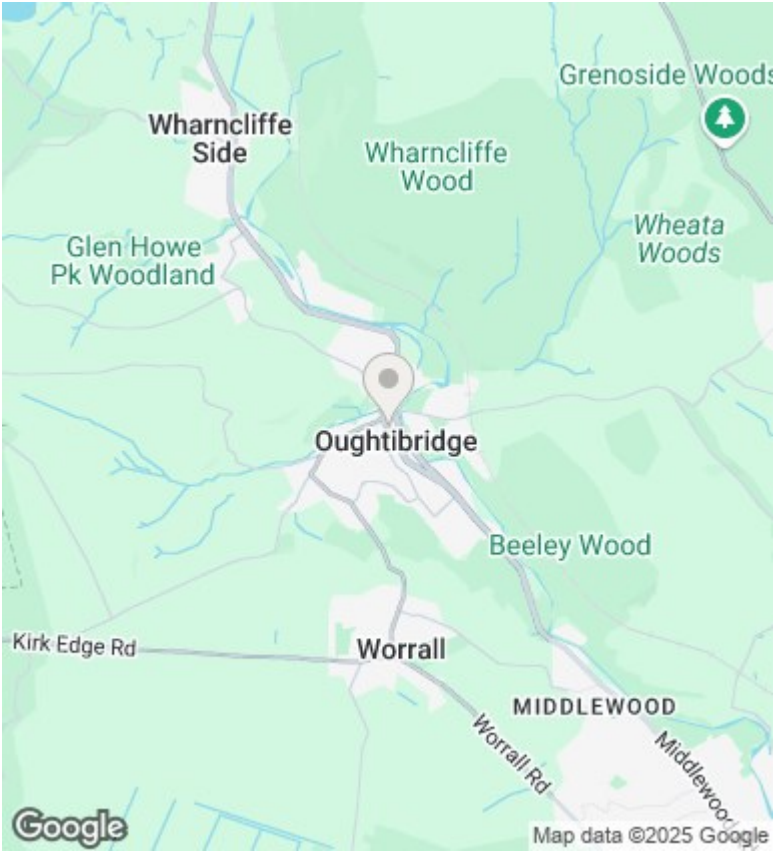 Grenoside Woods
Wharncliffe
Side
Wharncliffe
Wood
Wheata
Woods
Glen Howe
Pk Woodland
Oughtibridge
Beeley Wood
Kirk Edge Rd
Worrall
MIDDLEWOOD
Worrall Rd
Middlewood
Google
Map data ©2025 Google